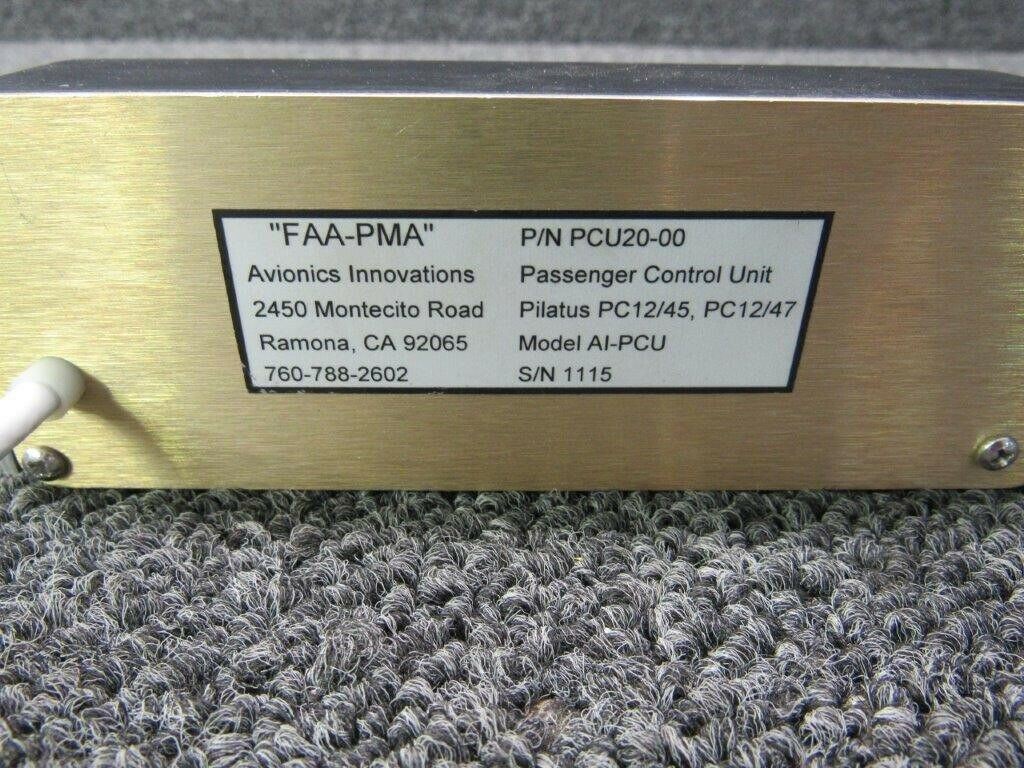 "FAA-PMA"
Avionics Innovations
2450 Montecito Road
Ramona, CA 92065
760-788-2602
P/N PCU20-00
Passenger Control Unit
Pilatus PC12/45, PC12/47
Model AI-PCU
S/N 1115